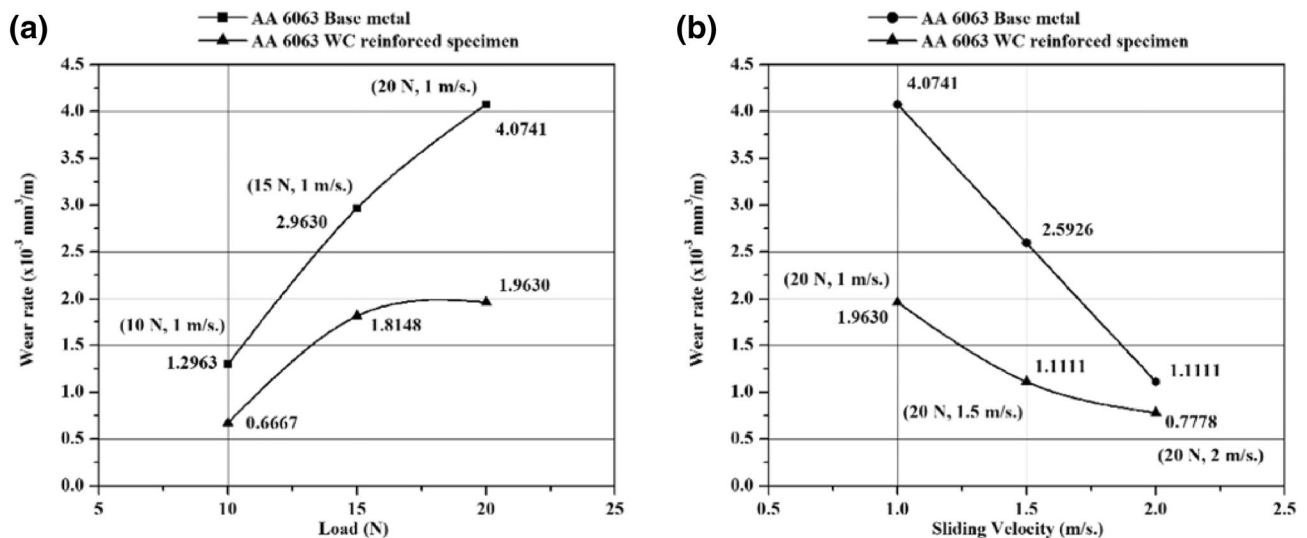 (a)
AA 6063 Base metal
AA 6063 WC reinforced specimen
4.5
4.0
3.5
3.0
2.5
2.0
1.5
1.0
0.5
0.0
Wear rate (x10⁻³ mm³/m)
(20 N, 1 m/s.)
4.0741
(15 N, 1 m/s.)
2.9630
1.9630
(10 N, 1 m/s.)
1.8148
1.2963
0.6667
5 10 15 20 25
Load (N)
(b)
AA 6063 Base metal
AA 6063 WC reinforced specimen
4.5
4.0
3.5
3.0
2.5
2.0
1.5
1.0
0.5
0.0
Wear rate (x10⁻³ mm³/m)
4.0741
2.5926
(20 N, 1 m/s.)
1.9630
1.1111
1.1111
(20 N, 1.5 m/s.)
0.7778
(20 N, 2 m/s.)
0.5 1.0 1.5 2.0 2.5
Sliding Velocity (m/s.)